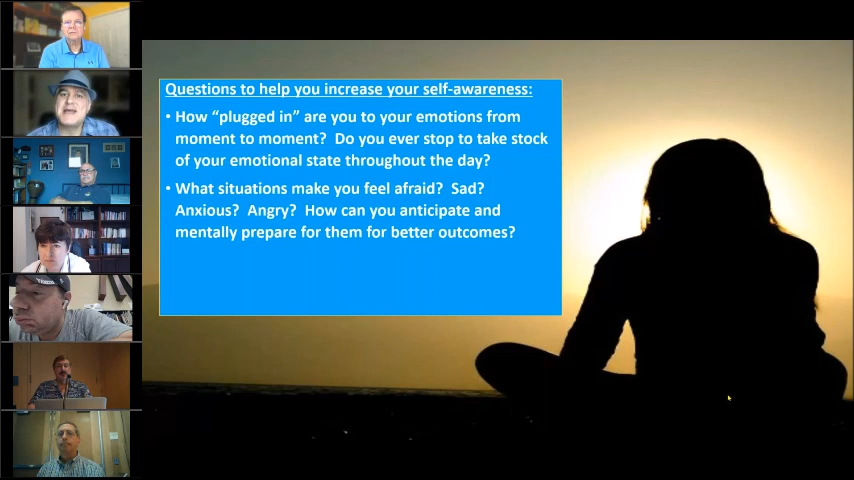 Questions to help you increase your self-awareness:
• How “plugged in” are you to your emotions from
moment to moment?  Do you ever stop to take stock
of your emotional state throughout the day?
• What situations make you feel afraid?  Sad?
Anxious?  Angry?  How can you anticipate and
mentally prepare for them for better outcomes?